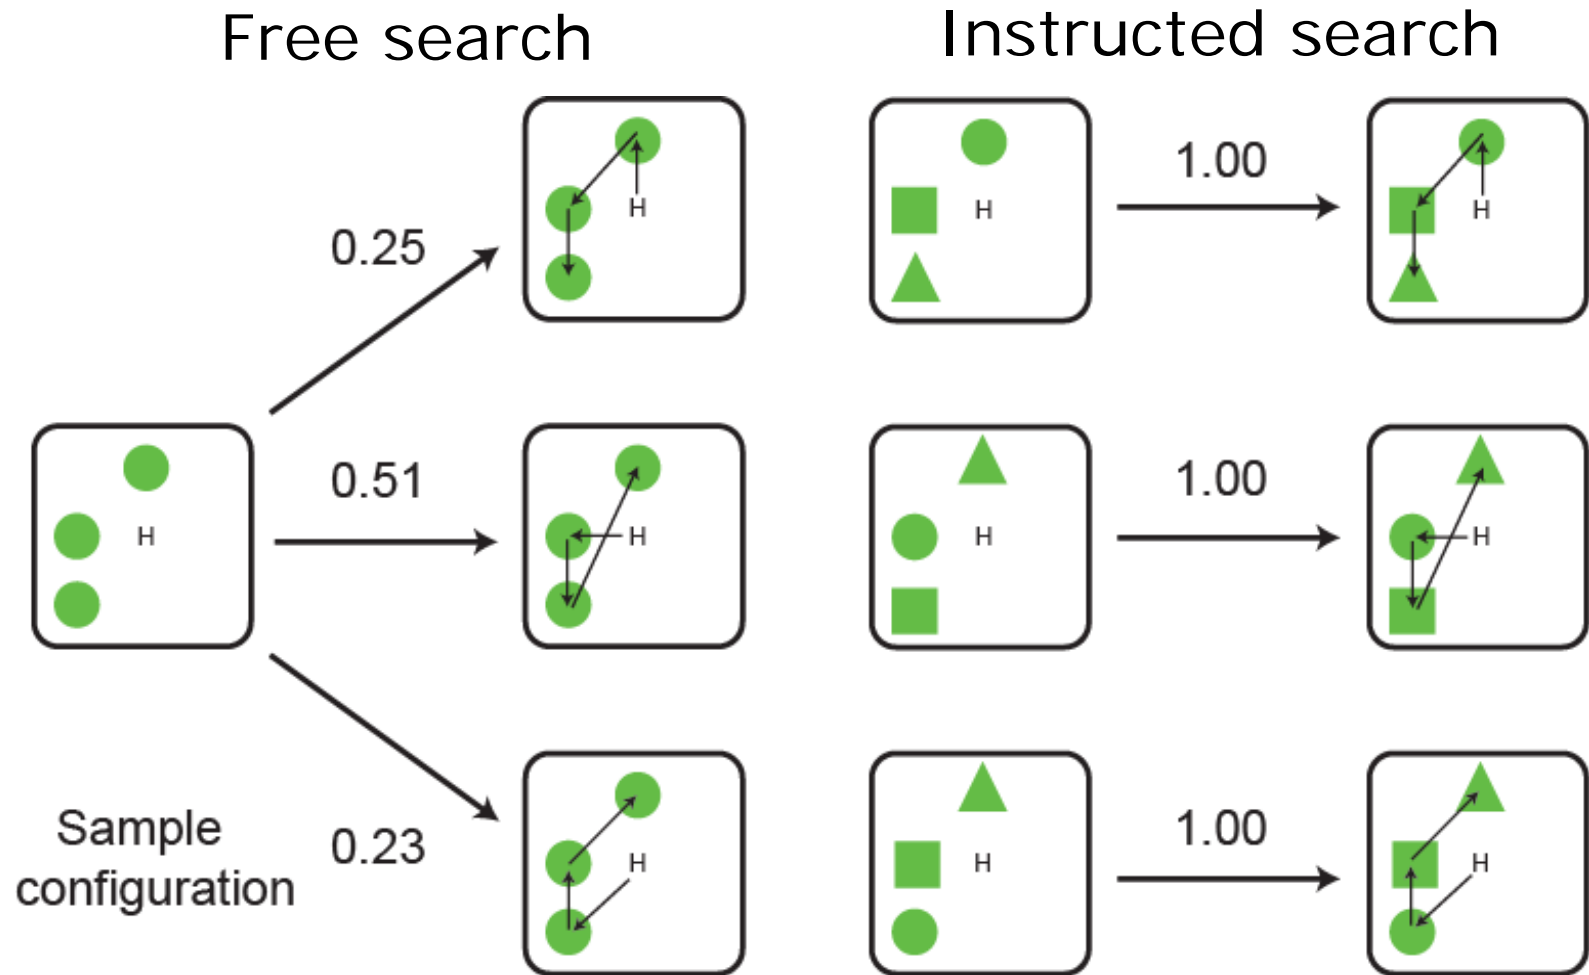 Free search
Instructed search
H
0.25
H
1.00
H
H
0.51
H
H
1.00
H
H
0.23
H
1.00
H
Sample
configuration